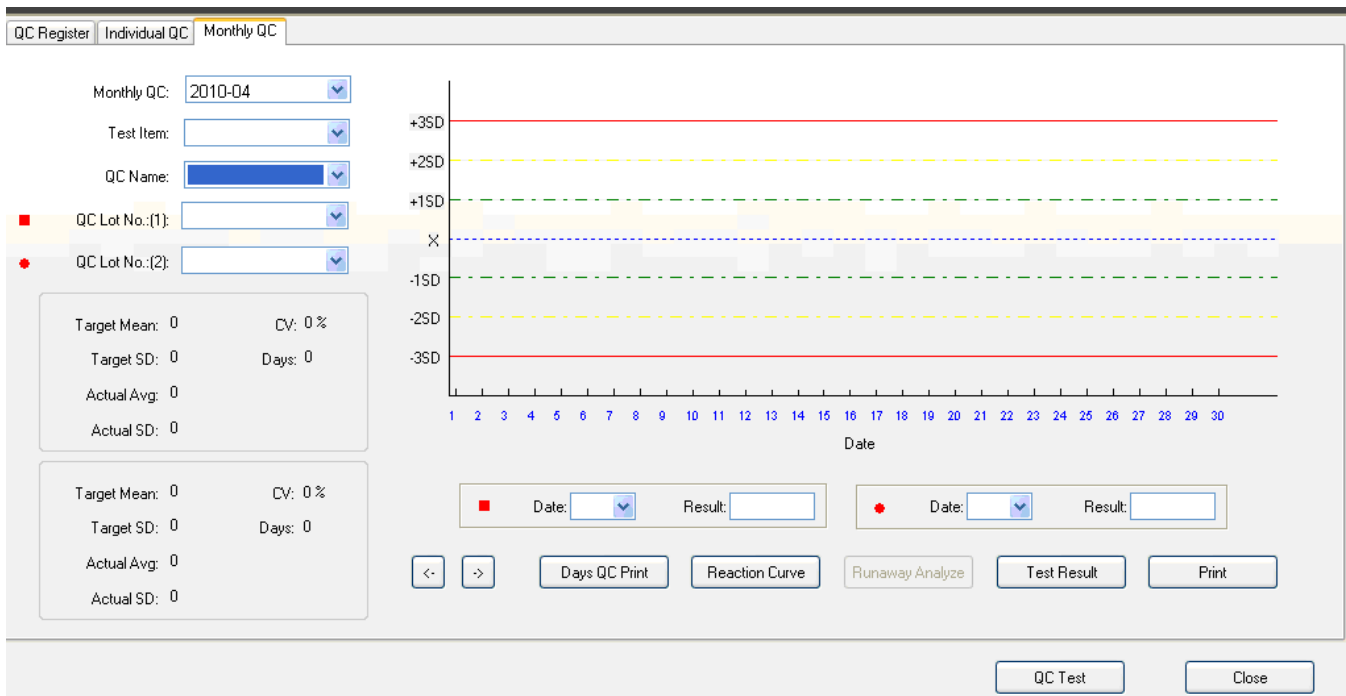 QC Register Individual QC Monthly QC
Monthly QC: 2010-04
Test Item:
QC Name:
QC Lot No.:(1):
QC Lot No.:(2):
Target Mean: 0 CV: 0 %
Target SD: 0 Days: 0
Actual Avg: 0
Actual SD: 0
Target Mean: 0 CV: 0 %
Target SD: 0 Days: 0
Actual Avg: 0
Actual SD: 0
+3SD
+2SD
+1SD
X
-1SD
-2SD
-3SD
1 2 3 4 5 6 7 8 9 10 11 12 13 14 15 16 17 18 19 20 21 22 23 24 25 26 27 28 29 30
Date
Date: Result: Date: Result:
<- -> Days QC Print Reaction Curve Runaway Analyze Test Result Print
QC Test Close